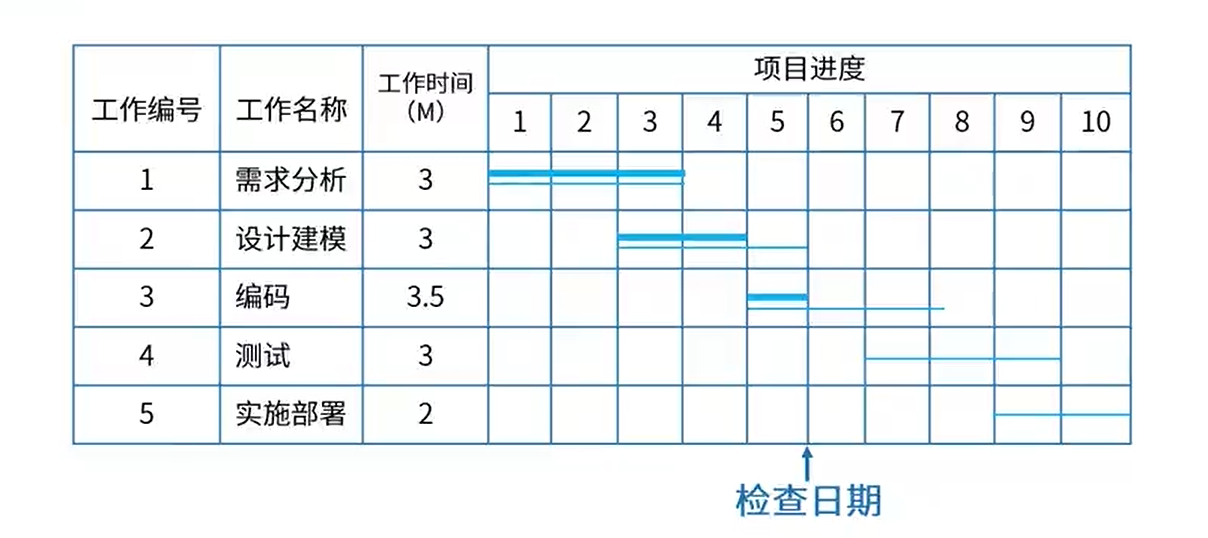 工作编号 工作名称 工作时间 项目进度
（M）
1 2 3 4 5 6 7 8 9 10
1 需求分析 3
2 设计建模 3
3 编码 3.5
4 测试 3
5 实施部署 2
检查日期